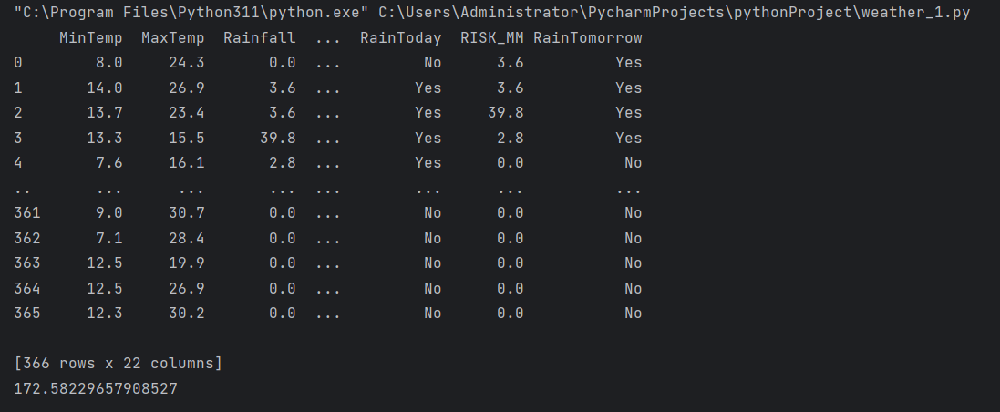 "C:\Program Files\Python311\python.exe" C:\Users\Administrator\PycharmProjects\pythonProject\weather_1.py
     MinTemp  MaxTemp  Rainfall  ...  RainToday  RISK_MM RainTomorrow
0        8.0     24.3       0.0  ...         No      3.6          Yes
1       14.0     26.9       3.6  ...        Yes      3.6          Yes
2       13.7     23.4       3.6  ...        Yes     39.8          Yes
3       13.3     15.5      39.8  ...        Yes      2.8          Yes
4        7.6     16.1       2.8  ...        Yes      0.0           No
..       ...      ...       ...  ...        ...      ...          ...
361      9.0     30.7       0.0  ...         No      0.0           No
362      7.1     28.4       0.0  ...         No      0.0           No
363     12.5     19.9       0.0  ...         No      0.0           No
364     12.5     26.9       0.0  ...         No      0.0           No
365     12.3     30.2       0.0  ...         No      0.0           No
[366 rows x 22 columns]
172.58229657908527